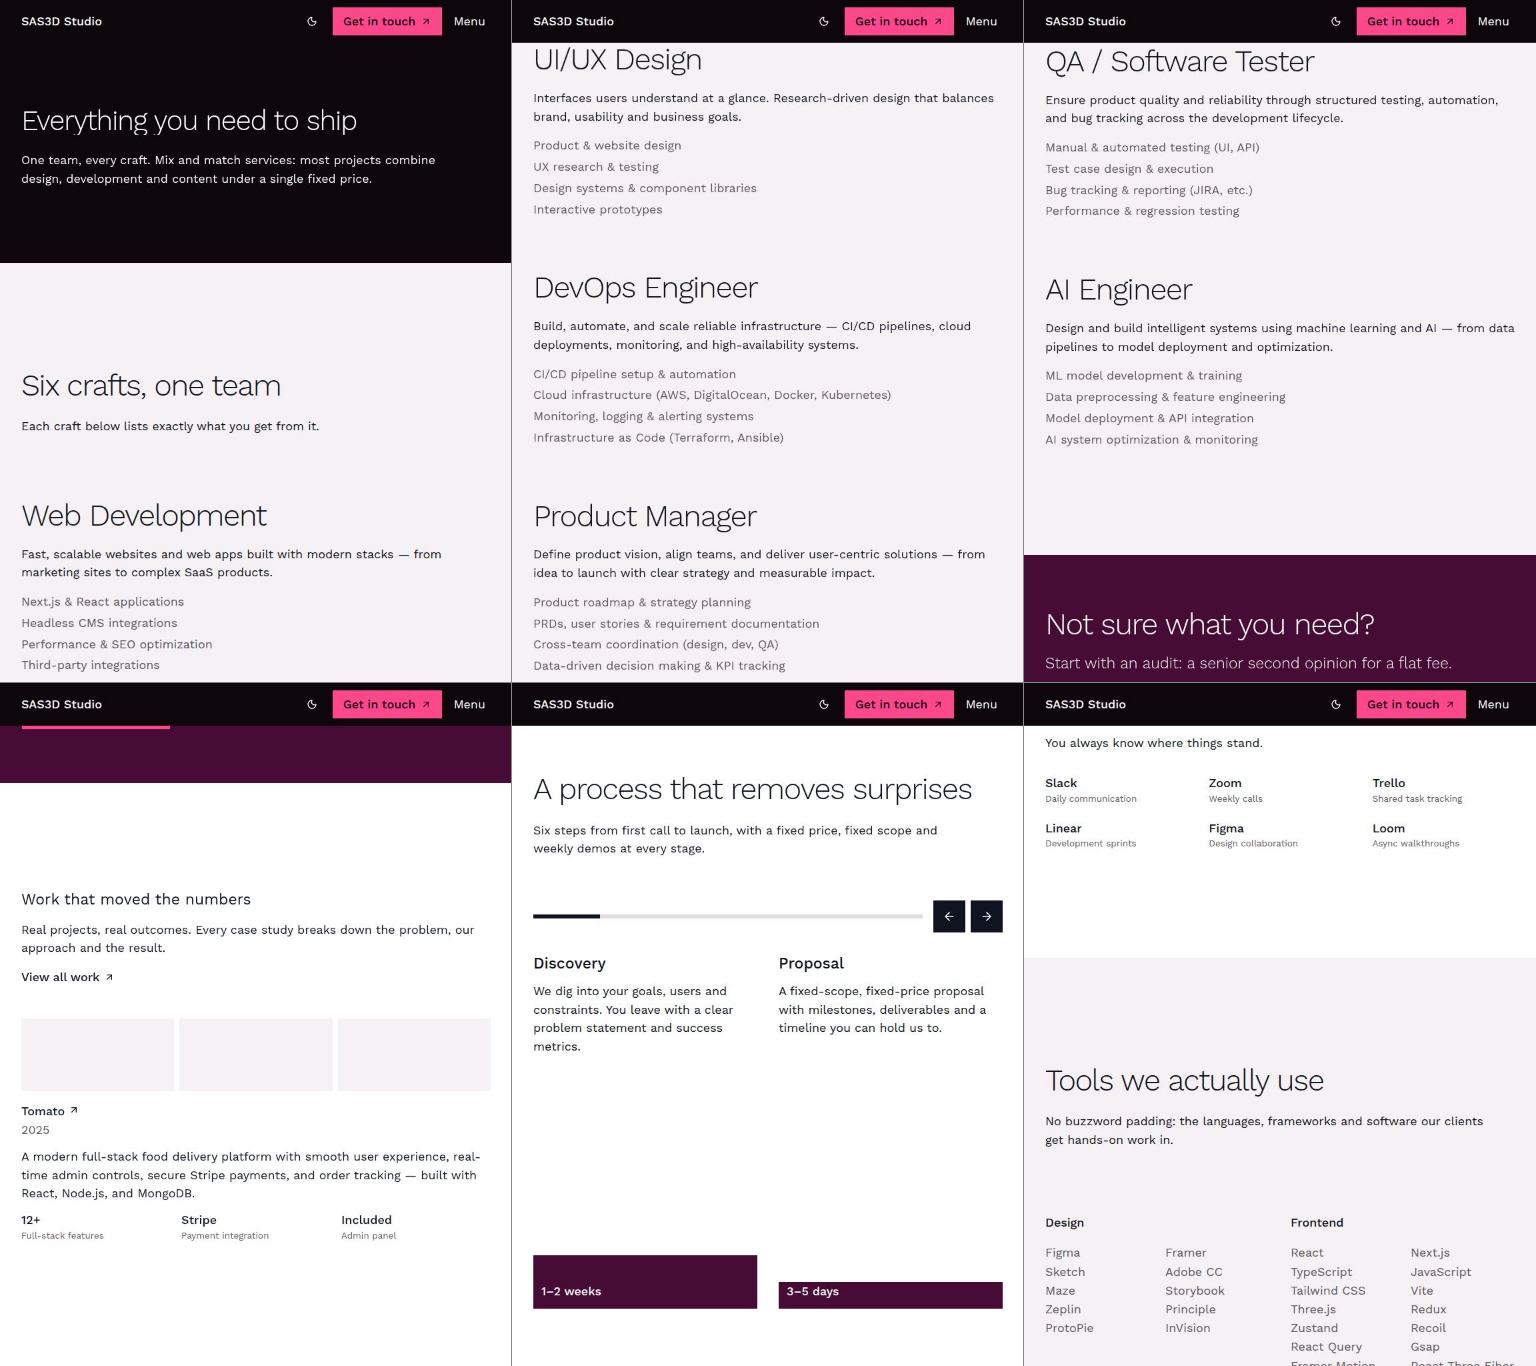 SAS3D Studio
Get in touch
Menu
Everything you need to ship
One team, every craft. Mix and match services: most projects combine
design, development and content under a single fixed price.
Six crafts, one team
Each craft below lists exactly what you get from it.
Web Development
Fast, scalable websites and web apps built with modern stacks — from
marketing sites to complex SaaS products.
Next.js & React applications
Headless CMS integrations
Performance & SEO optimization
Third-party integrations
SAS3D Studio
Get in touch
Menu
UI/UX Design
Interfaces users understand at a glance. Research-driven design that balances
brand, usability and business goals.
Product & website design
UX research & testing
Design systems & component libraries
Interactive prototypes
DevOps Engineer
Build, automate, and scale reliable infrastructure — CI/CD pipelines, cloud
deployments, monitoring, and high-availability systems.
CI/CD pipeline setup & automation
Cloud infrastructure (AWS, DigitalOcean, Docker, Kubernetes)
Monitoring, logging & alerting systems
Infrastructure as Code (Terraform, Ansible)
Product Manager
Define product vision, align teams, and deliver user-centric solutions — from
idea to launch with clear strategy and measurable impact.
Product roadmap & strategy planning
PRDs, user stories & requirement documentation
Cross-team coordination (design, dev, QA)
Data-driven decision making & KPI tracking
SAS3D Studio
Get in touch
Menu
QA / Software Tester
Ensure product quality and reliability through structured testing, automation,
and bug tracking across the development lifecycle.
Manual & automated testing (UI, API)
Test case design & execution
Bug tracking & reporting (JIRA, etc.)
Performance & regression testing
AI Engineer
Design and build intelligent systems using machine learning and AI — from data
pipelines to model deployment and optimization.
ML model development & training
Data preprocessing & feature engineering
Model deployment & API integration
AI system optimization & monitoring
Not sure what you need?
Start with an audit: a senior second opinion for a flat fee.
SAS3D Studio
Get in touch
Menu
Work that moved the numbers
Real projects, real outcomes. Every case study breaks down the problem, our
approach and the result.
View all work
Tomato
2025
A modern full-stack food delivery platform with smooth user experience, real-
time admin controls, secure Stripe payments, and order tracking — built with
React, Node.js, and MongoDB.
12+
Full-stack features
Stripe
Payment integration
Included
Admin panel
SAS3D Studio
Get in touch
Menu
A process that removes surprises
Six steps from first call to launch, with a fixed price, fixed scope and
weekly demos at every stage.
Discovery
We dig into your goals, users and
constraints. You leave with a clear
problem statement and success
metrics.
1–2 weeks
Proposal
A fixed-scope, fixed-price proposal
with milestones, deliverables and a
timeline you can hold us to.
3–5 days
SAS3D Studio
Get in touch
Menu
You always know where things stand.
Slack
Daily communication
Zoom
Weekly calls
Trello
Shared task tracking
Linear
Development sprints
Figma
Design collaboration
Loom
Async walkthroughs
Tools we actually use
No buzzword padding: the languages, frameworks and software our clients
get hands-on work in.
Design
Figma
Sketch
Maze
Zeplin
ProtoPie
Framer
Adobe CC
Storybook
Principle
InVision
Frontend
React
TypeScript
Tailwind CSS
Three.js
Zustand
React Query
Framer Motion
Next.js
JavaScript
Vite
Redux
Recoil
Gsap
React Three Fiber